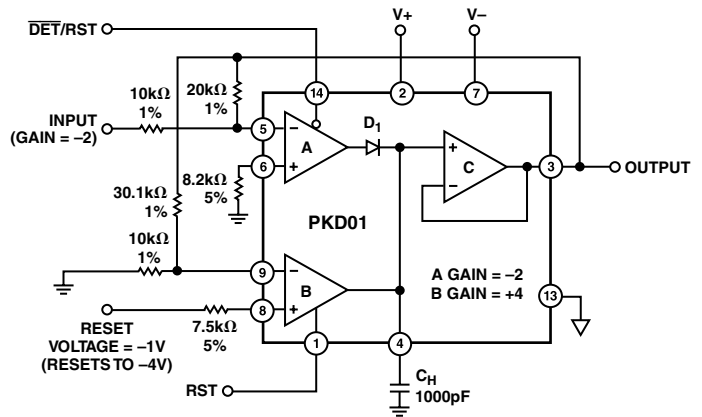 DET/RST
V+
V–
10kΩ
1%
20kΩ
1%
14
2
7
INPUT
(GAIN = –2)
5
–
A
D1
+
C
–
3
OUTPUT
6
+
8.2kΩ
5%
30.1kΩ
1%
PKD01
10kΩ
1%
9
–
B
A GAIN = –2
B GAIN = +4
13
8
+
RESET
VOLTAGE = –1V
(RESETS TO –4V)
7.5kΩ
5%
1
4
RST
CH
1000pF